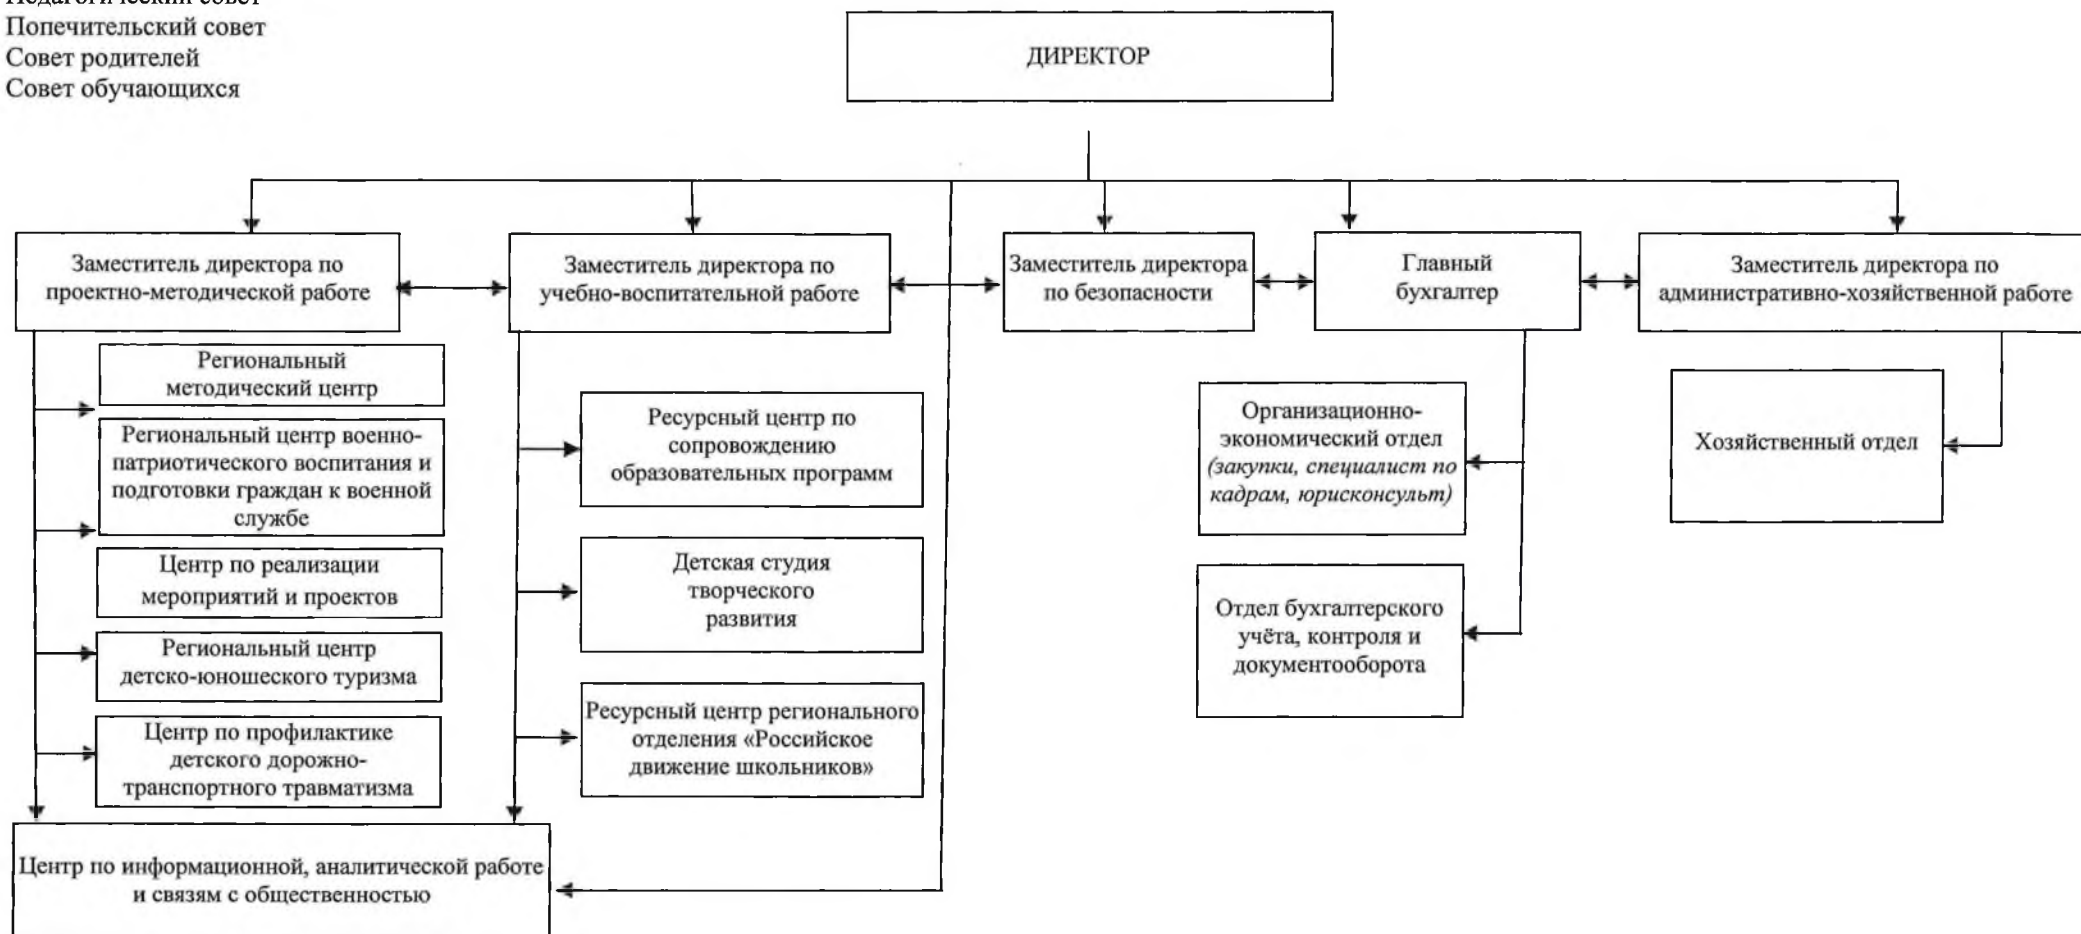 Педагогический совет
Попечительский совет
Совет родителей
Совет обучающихся
ДИРЕКТОР
Заместитель директора по
проектно-методической работе
Заместитель директора по
учебно-воспитательной работе
Заместитель директора
по безопасности
Главный
бухгалтер
Заместитель директора по
административно-хозяйственной работе
Региональный
методический центр
Региональный центр военно-
патриотического воспитания и
подготовки граждан к военной
службе
Центр по реализации
мероприятий и проектов
Региональный центр
детско-юношеского туризма
Центр по профилактике
детского дорожно-
транспортного травматизма
Ресурсный центр по
сопровождению
образовательных программ
Детская студия
творческого
развития
Ресурсный центр регионального
отделения «Российское
движение школьников»
Организационно-
экономический отдел
(закупки, специалист по
кадрам, юрисконсульт)
Отдел бухгалтерского
учёта, контроля и
документооборота
Хозяйственный отдел
Центр по информационной, аналитической работе
и связям с общественностью